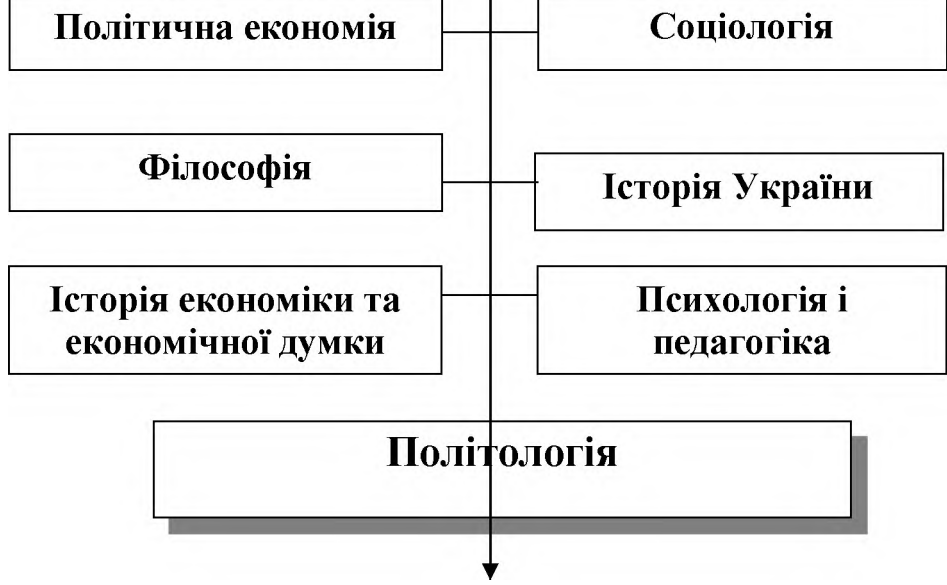 Політична економія
Соціологія
Філософія
Історія України
Історія економіки та
економічної думки
Психологія і
педагогіка
Політологія